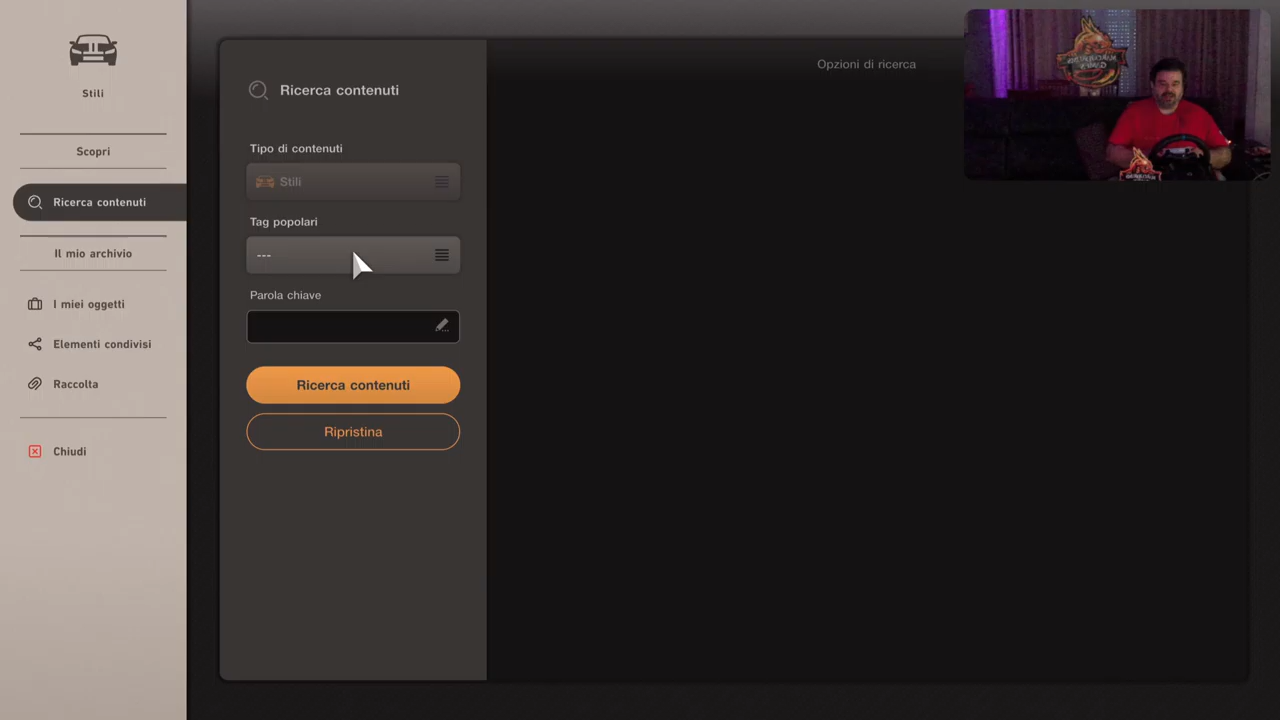 Stili
Scopri
Ricerca contenuti
Il mio archivio
I miei oggetti
Elementi condivisi
Raccolta
Chiudi
Ricerca contenuti
Tipo di contenuti
Stili
Tag popolari
---
Parola chiave
Ricerca contenuti
Ripristina
Opzioni di ricerca